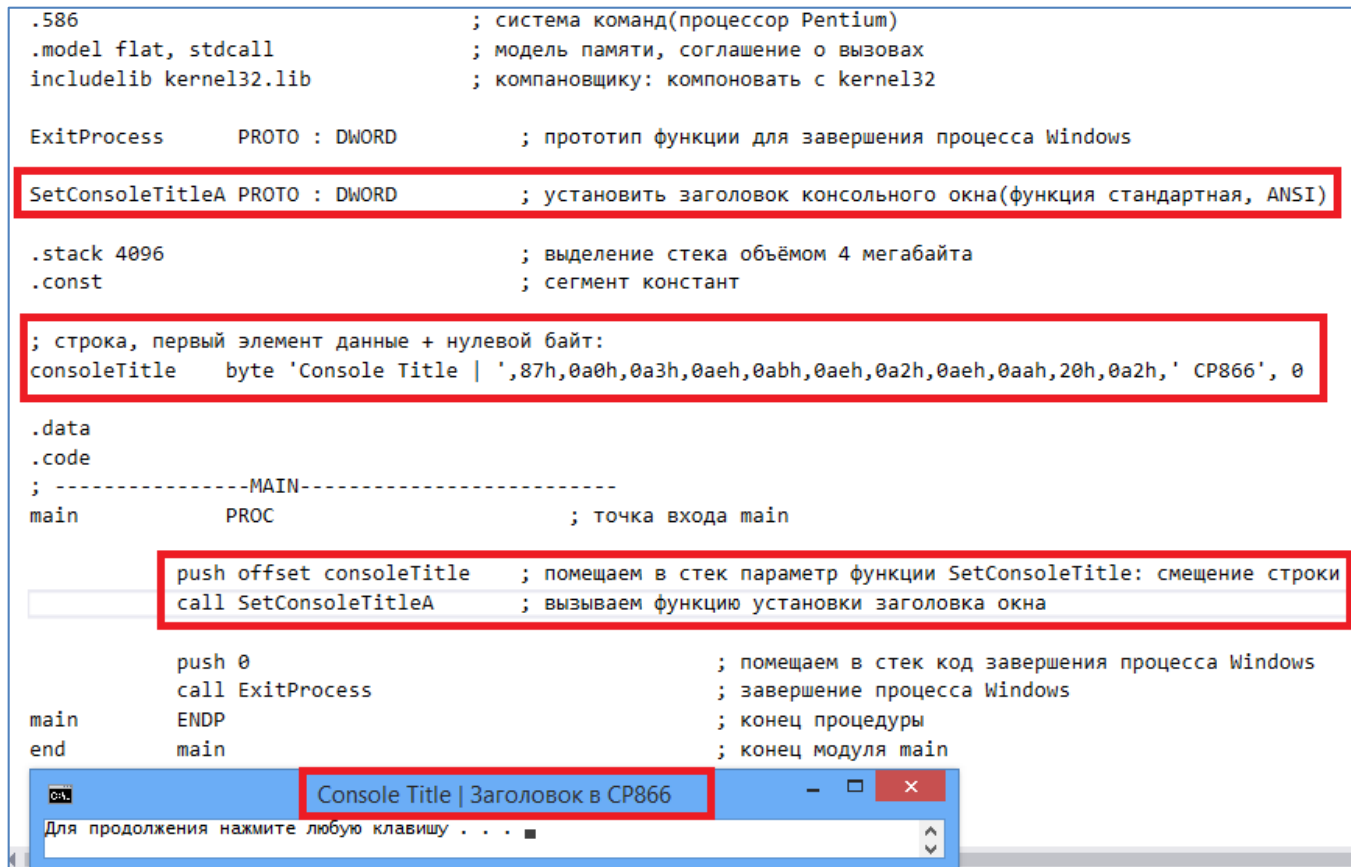 .586 ; система команд(процессор Pentium)
.model flat, stdcall ; модель памяти, соглашение о вызовах
includelib kernel32.lib ; компановщику: компоновать с kernel32
ExitProcess PROTO : DWORD ; прототип функции для завершения процесса Windows
SetConsoleTitleA PROTO : DWORD ; установить заголовок консольного окна(функция стандартная, ANSI)
.stack 4096 ; выделение стека объёмом 4 мегабайта
.const ; сегмент констант
; строка, первый элемент данные + нулевой байт:
consoleTitle byte 'Console Title | ',87h,0a0h,0a3h,0aeh,0abh,0aeh,0a2h,0aeh,0aah,20h,0a2h,' CP866', 0
.data
.code
; ----------------MAIN--------------------------
main PROC ; точка входа main
push offset consoleTitle ; помещаем в стек параметр функции SetConsoleTitle: смещение строки
call SetConsoleTitleA ; вызываем функцию установки заголовка окна
push 0 ; помещаем в стек код завершения процесса Windows
call ExitProcess ; завершение процесса Windows
main ENDP ; конец процедуры
end main ; конец модуля main
Console Title | Заголовок в CP866
Для продолжения нажмите любую клавишу . . .